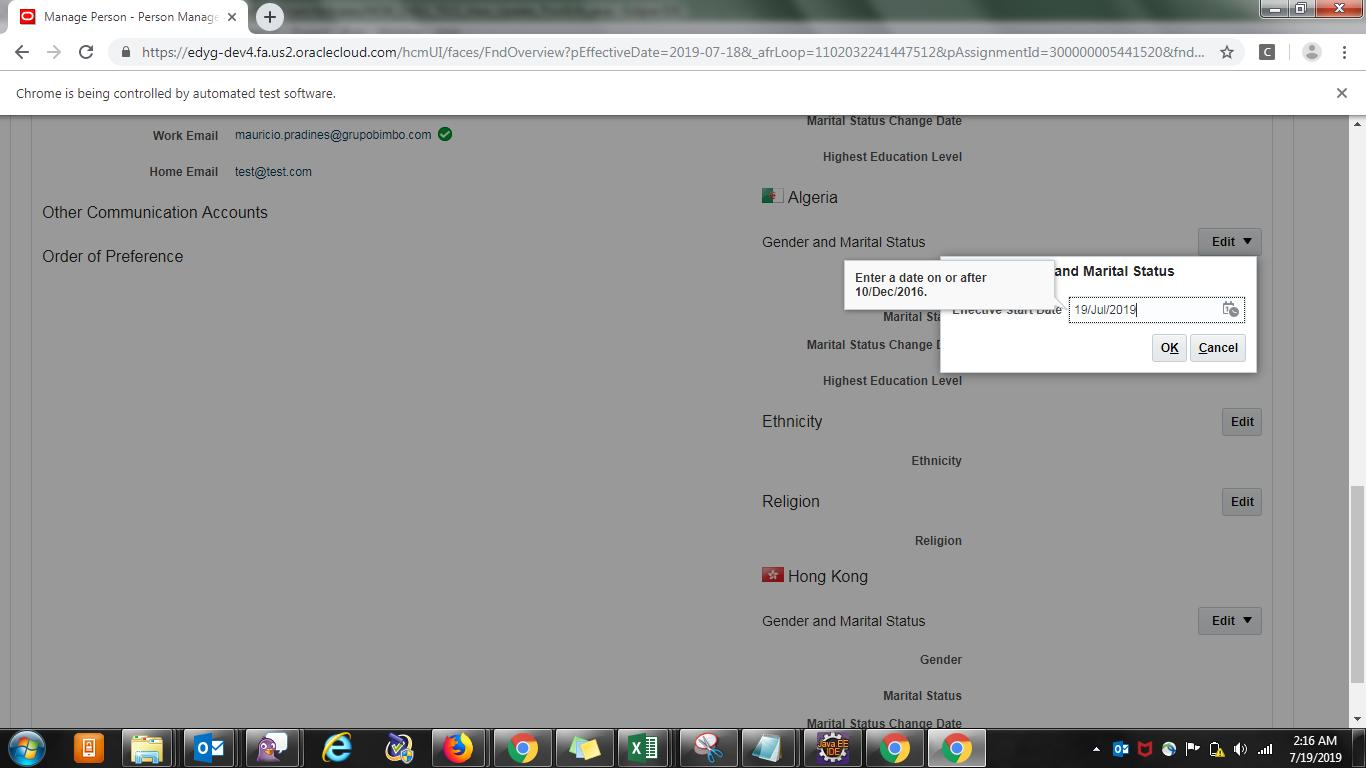 Manage Person - Person Manage
https://edyg-dev4.fa.us2.oraclecloud.com/hcmUI/faces/FndOverview?pEffectiveDate=2019-07-18&_afrLoop=1102032241447512&pAssignmentId=300000005441520&fnd...
Chrome is being controlled by automated test software.
Work Email mauricio.pradines@grupobimbo.com
Home Email test@test.com
Other Communication Accounts
Order of Preference
Marital Status Change Date
Highest Education Level
Algeria
Gender and Marital Status Edit
and Marital Status
Enter a date on or after
10/Dec/2016.
Effective Start Date 19/Jul/2019
Marital Sta
OK Cancel
Marital Status Change D
Highest Education Level
Ethnicity Edit
Ethnicity
Religion Edit
Religion
Hong Kong
Gender and Marital Status Edit
Gender
Marital Status
Marital Status Change Date
Java EE
IDE
2:16 AM
7/19/2019